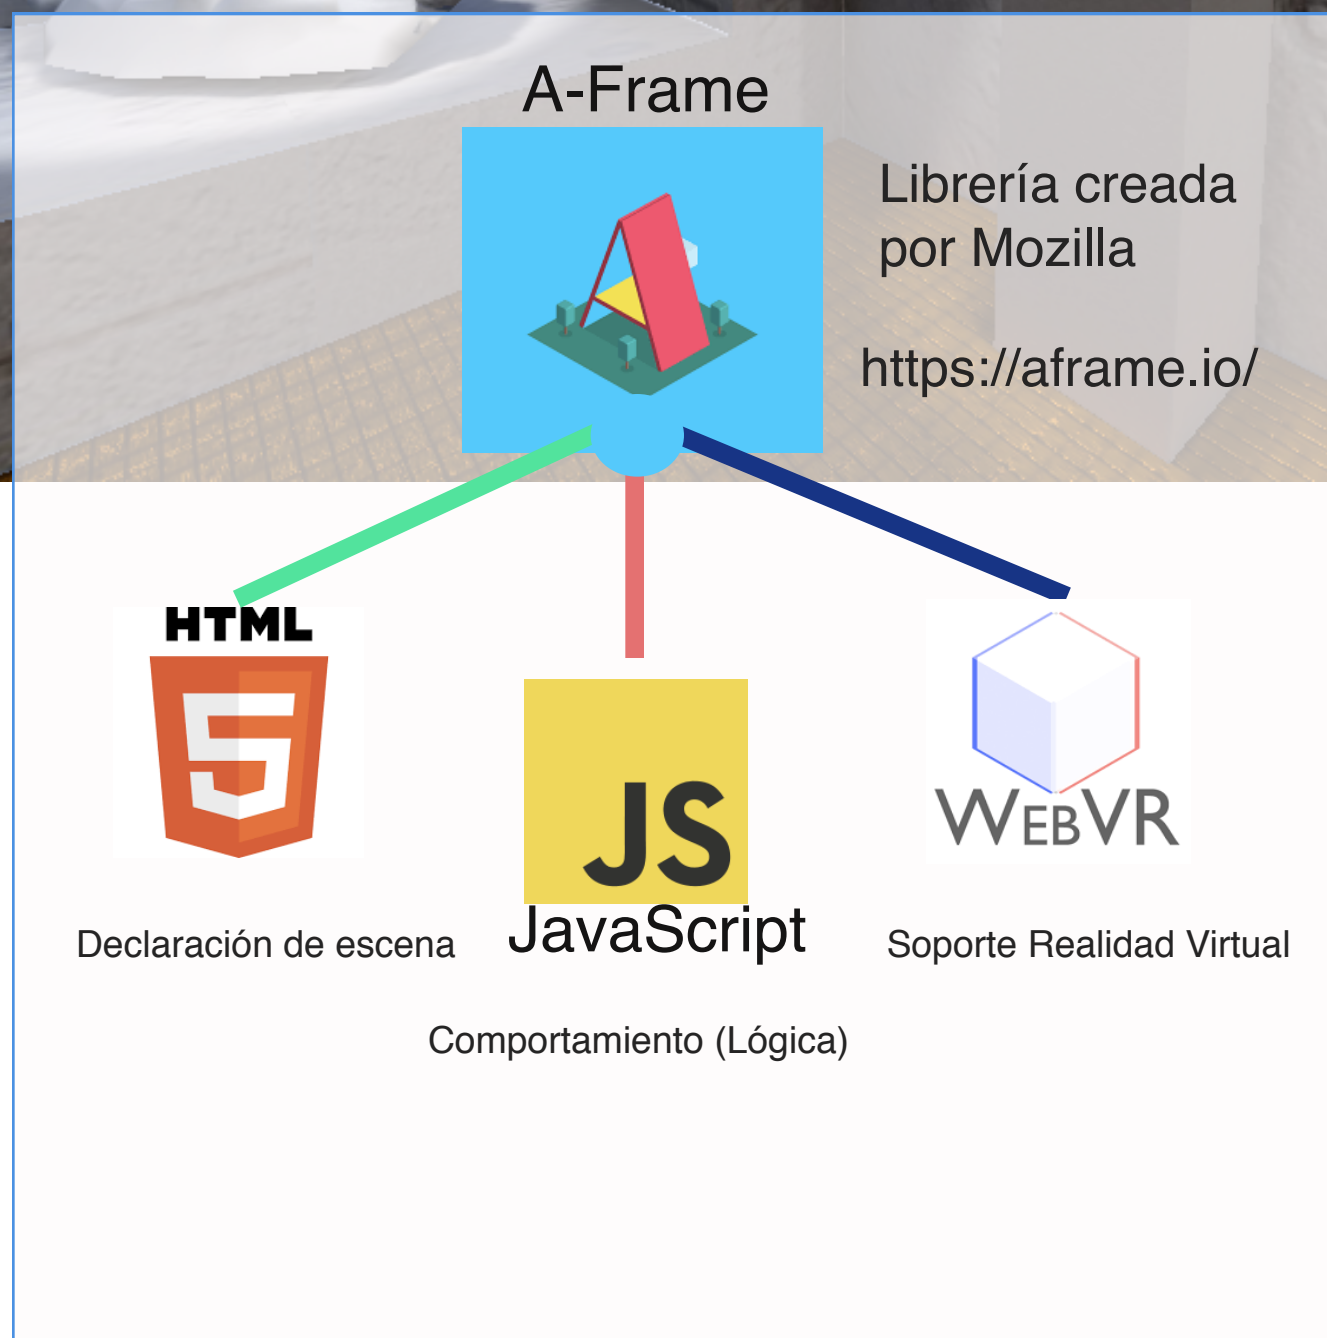 A-Frame
Librería creada
por Mozilla
https://aframe.io/
HTML
5
JS
WEBVR
Declaración de escena
JavaScript
Soporte Realidad Virtual
Comportamiento (Lógica)